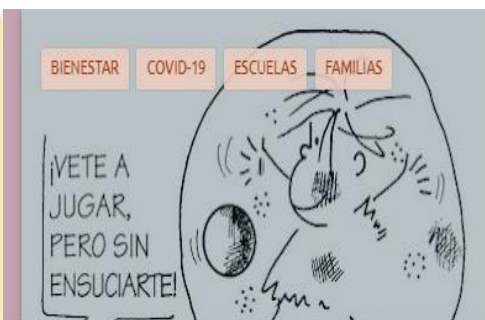 BIENESTAR COVID-19 ESCUELAS FAMILIAS
¡VETE A
JUGAR,
PERO SIN
ENSUCIARTE!